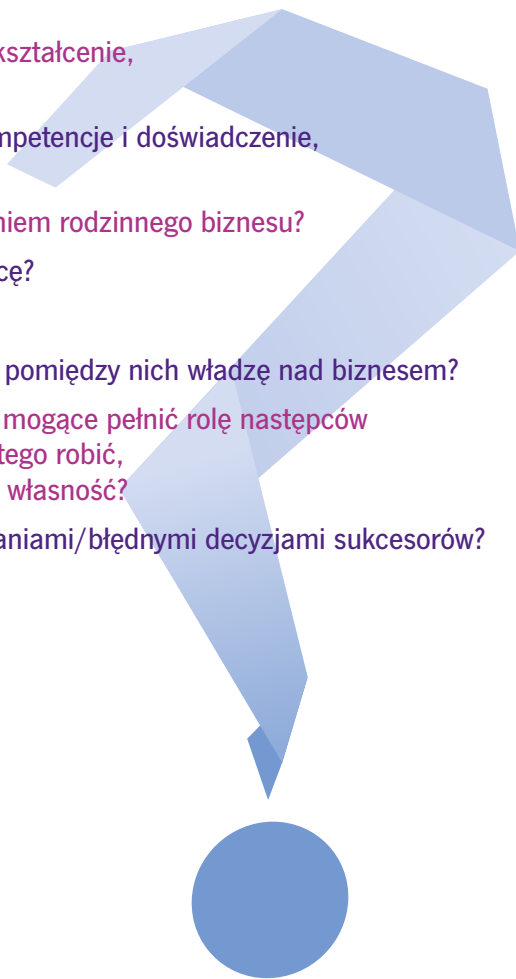 kształcenie,
mpetencje i doświadczenie,
niem rodzinnego biznesu?
cę?
pomiędzy nich władzę nad biznesem?
mogące pełnić rolę następców
tego robić,
własność?
aniami/błędnymi decyzjami sukcesorów?